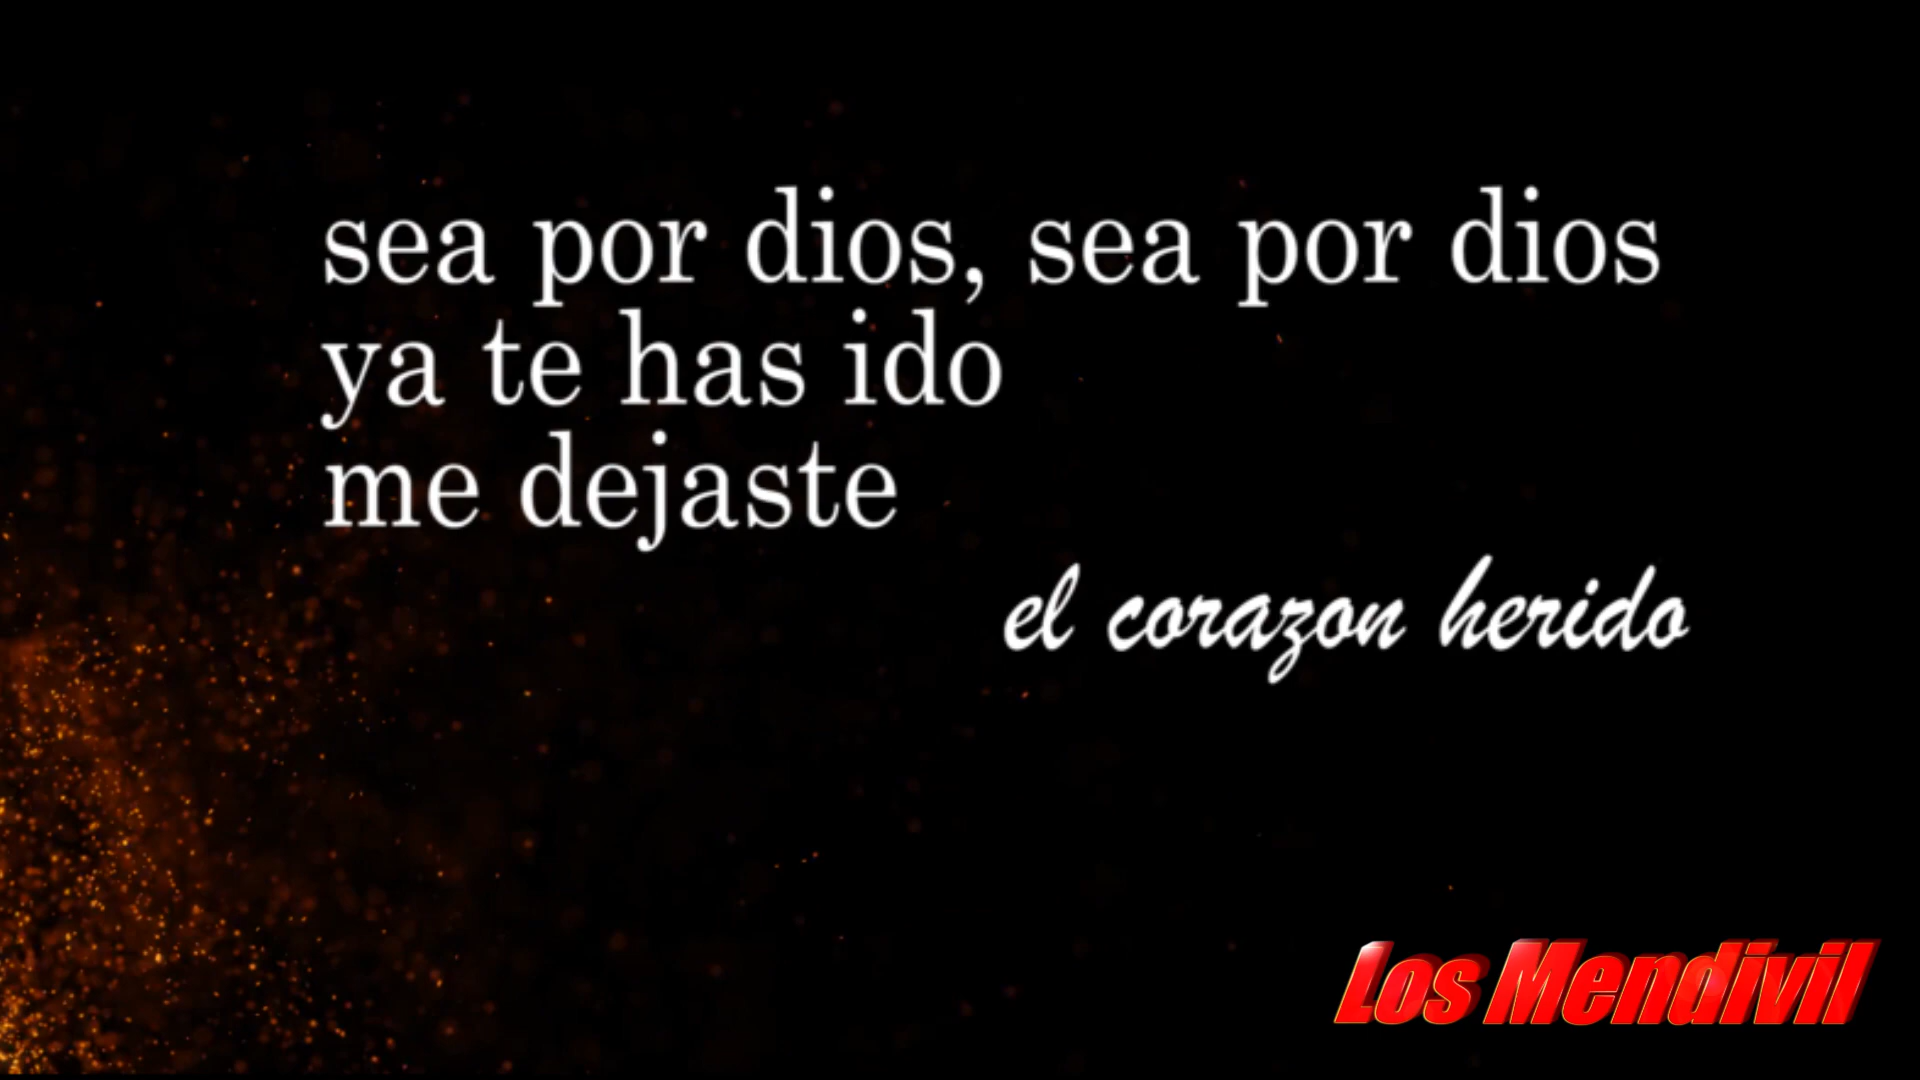 sea por dios, sea por dios
ya te has ido
me dejaste
el corazon herido
Los Mendivil